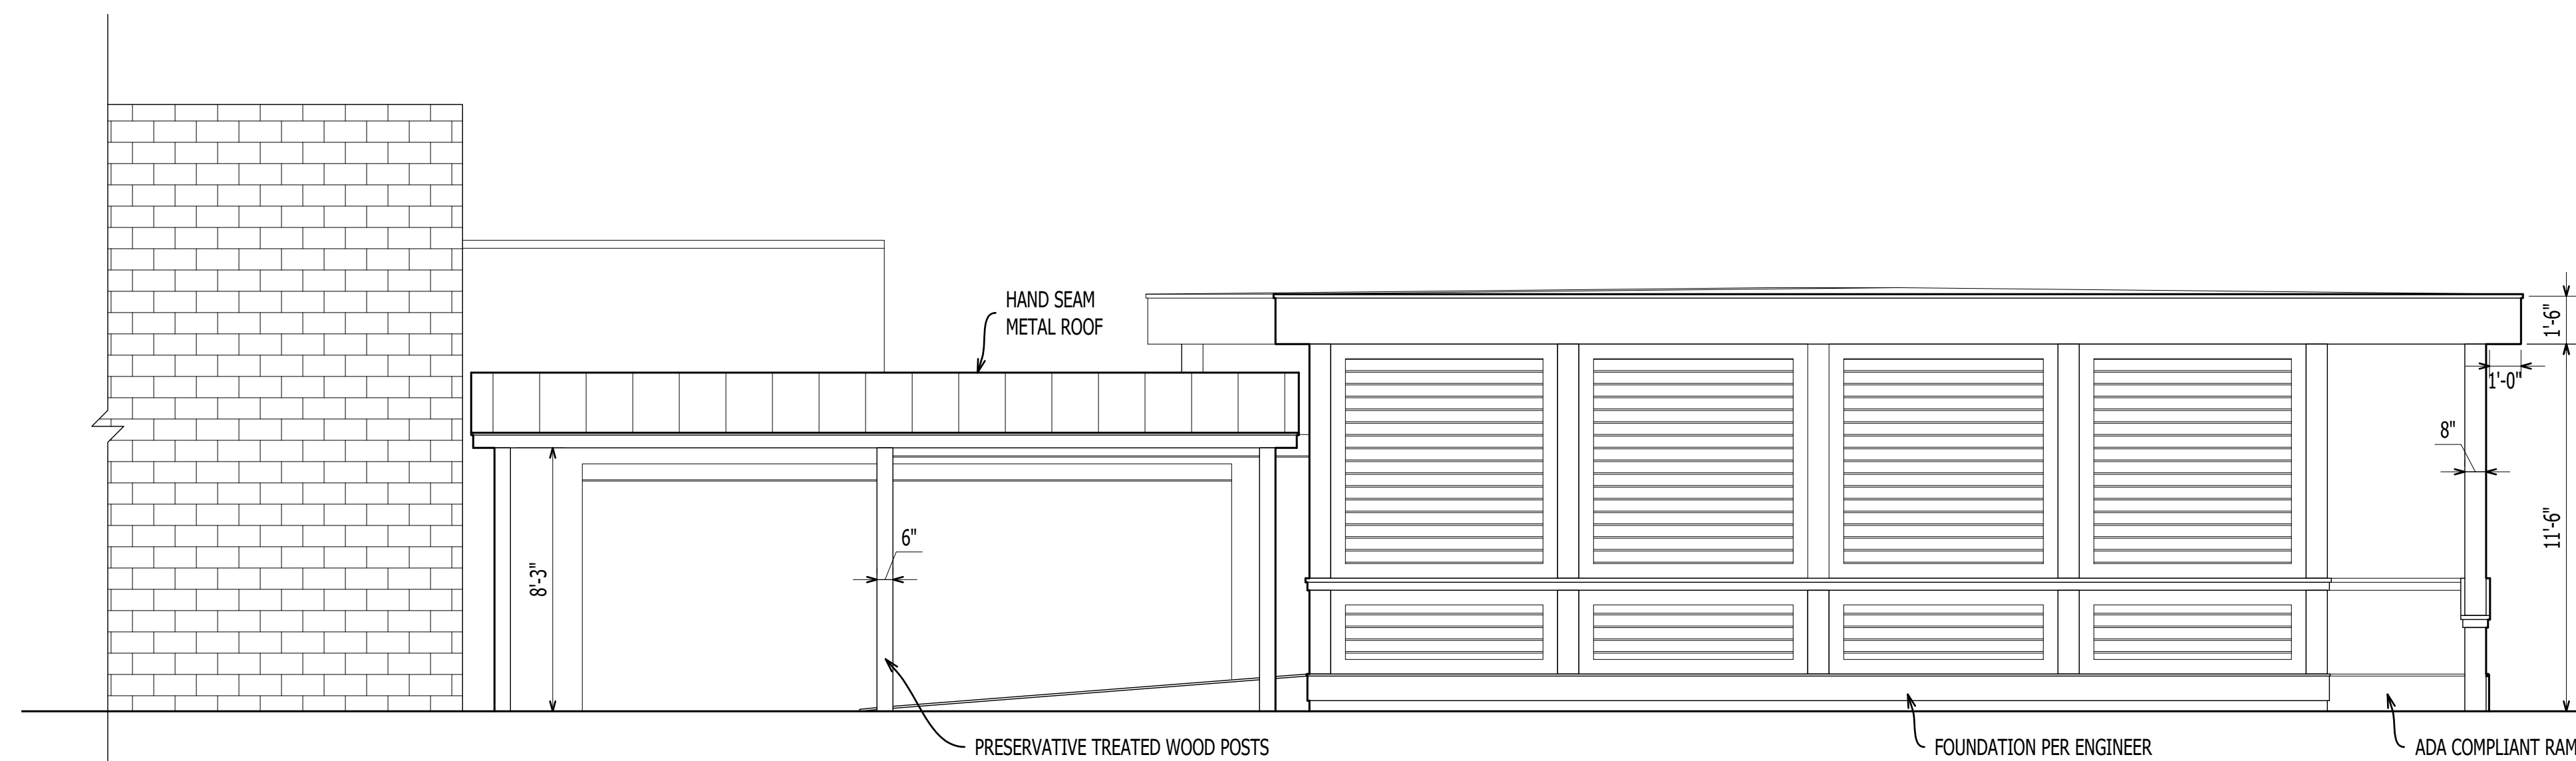 HAND SEAM
METAL ROOF
1'-6"
1'-0"
8"
11'-6"
6"
8'-3"
PRESERVATIVE TREATED WOOD POSTS
FOUNDATION PER ENGINEER
ADA COMPLIANT RAM